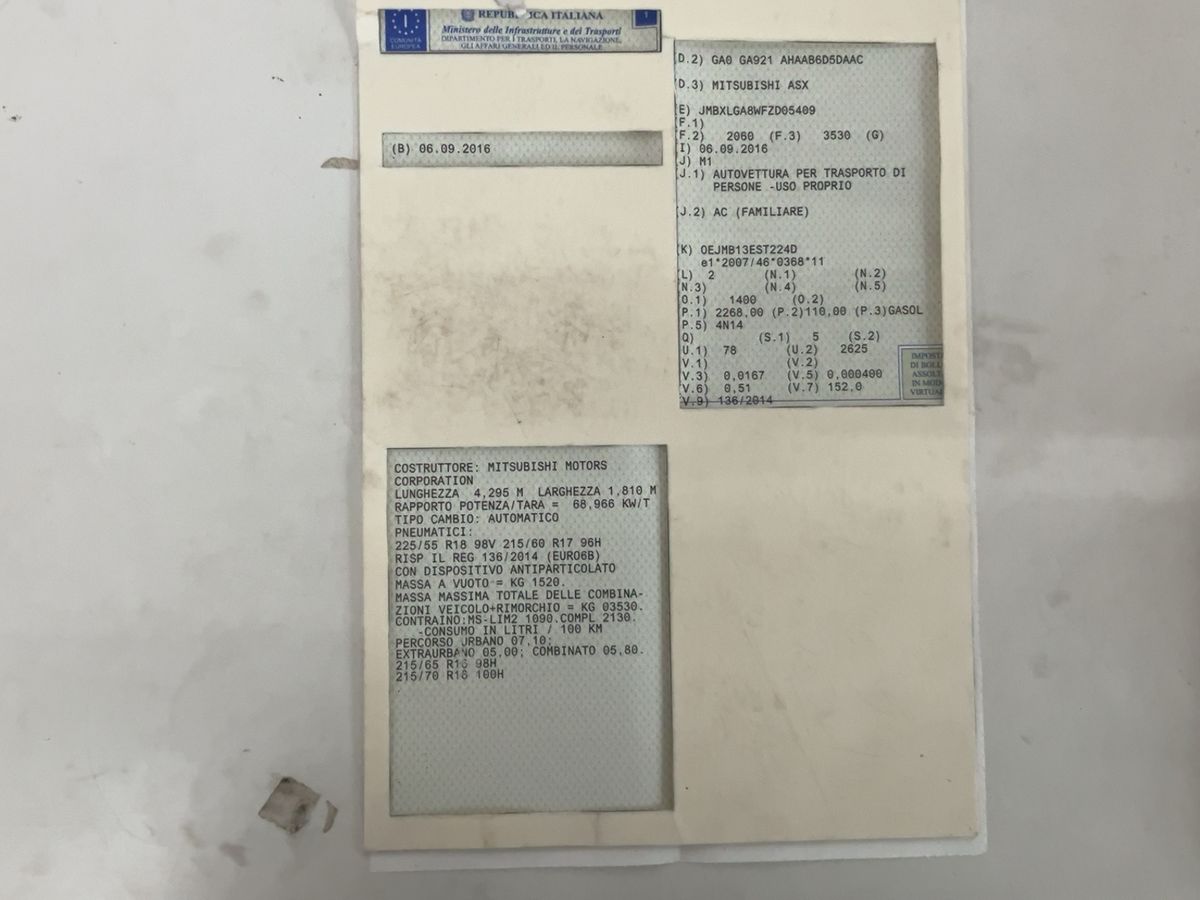 REPUBBLICA ITALIANA
COMUNITÀ EUROPEA
Ministero delle Infrastrutture e dei Trasporti
DIPARTIMENTO PER I TRASPORTI, LA NAVIGAZIONE,
GLI AFFARI GENERALI ED IL PERSONALE
(B) 06.09.2016
(D.2) GA0 GA921 AHAAB6D5DAAC
(D.3) MITSUBISHI ASX
(E) JMBXLGA8WFZD05409
(F.1)
(F.2) 2060 (F.3) 3530 (G)
(I) 06.09.2016
(J) M1
(J.1) AUTOVETTURA PER TRASPORTO DI
PERSONE -USO PROPRIO
(J.2) AC (FAMILIARE)
(K) OEJMB13EST224D
e1*2007/46*0368*11
(L) 2 (N.1) (N.2)
(N.3) (N.4) (N.5)
(O.1) 1400 (O.2)
(P.1) 2268,00 (P.2)110,00 (P.3)GASOL
(P.5) 4N14
(Q) (S.1) 5 (S.2)
(U.1) 78 (U.2) 2625
(V.1) (V.2)
(V.3) 0,0167 (V.5) 0,000400
(V.6) 0,51 (V.7) 152,0
(V.9) 136/2014
IMPOST
DI BOLL
ASSOLT
IN MOD
VIRTUAL
COSTRUTTORE: MITSUBISHI MOTORS
CORPORATION
LUNGHEZZA 4,295 M LARGHEZZA 1,810 M
RAPPORTO POTENZA/TARA = 68,966 KW/T
TIPO CAMBIO: AUTOMATICO
PNEUMATICI:
225/55 R18 98V 215/60 R17 96H
RISP IL REG 136/2014 (EURO6B)
CON DISPOSITIVO ANTIPARTICOLATO
MASSA A VUOTO = KG 1520.
MASSA MASSIMA TOTALE DELLE COMBINA-
ZIONI VEICOLO+RIMORCHIO = KG 03530.
CONTRAINO:MS-LIM2 1090.COMPL 2130.
-CONSUMO IN LITRI / 100 KM
PERCORSO URBANO 07,10;
EXTRAURBANO 05,00; COMBINATO 05,80.
215/65 R16 98H
215/70 R16 100H